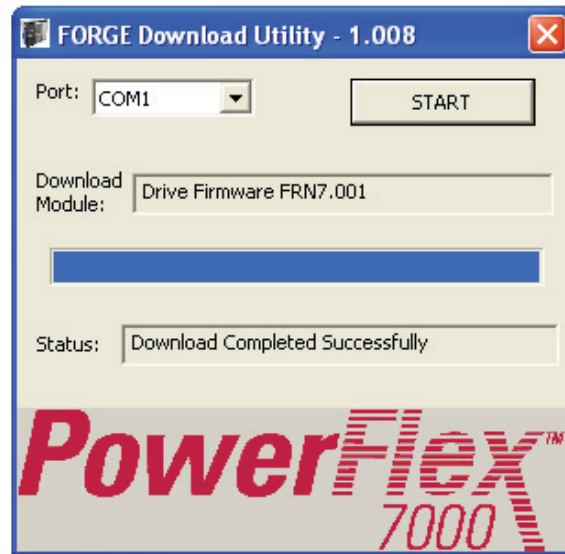 FORGE Download Utility - 1.008
Port: COM1 START
Download
Module: Drive Firmware FRN7.001
Status: Download Completed Successfully
PowerFlex™
7000